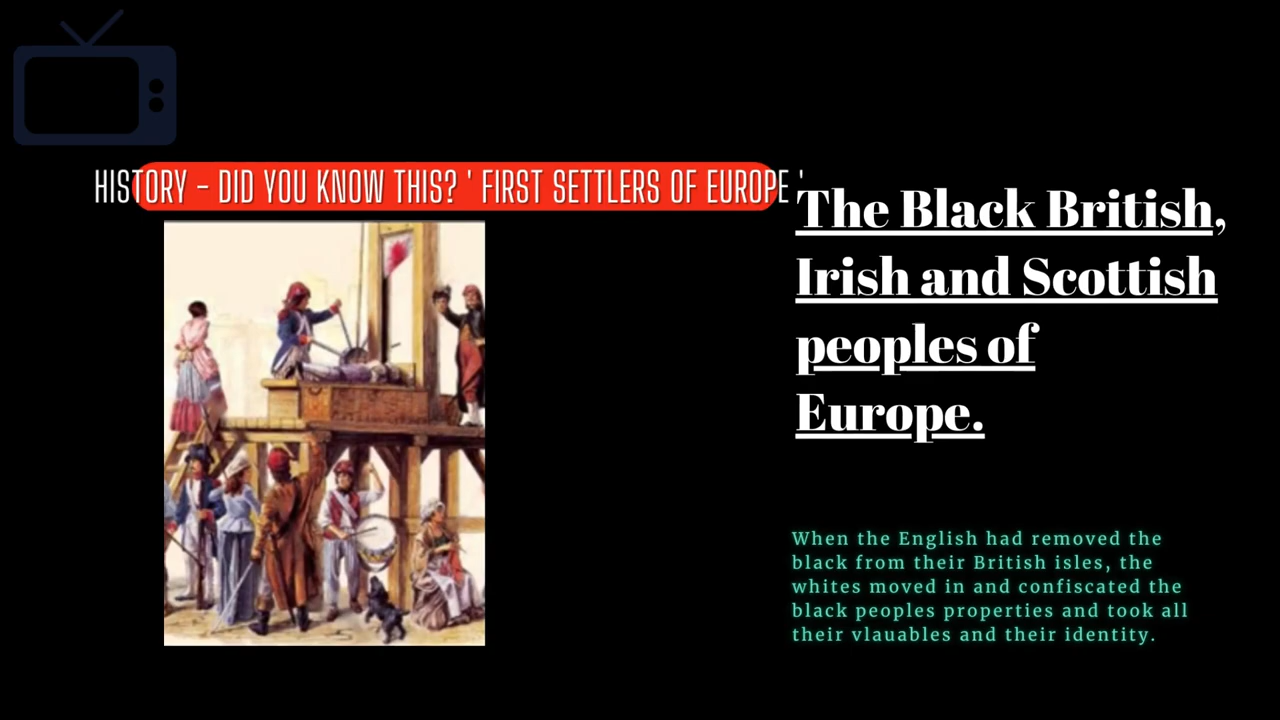 HISTORY - DID YOU KNOW THIS? ' FIRST SETTLERS OF EUROPE '
The Black British,
Irish and Scottish
peoples of
Europe.
When the English had removed the
black from their British isles, the
whites moved in and confiscated the
black peoples properties and took all
their vlauables and their identity.